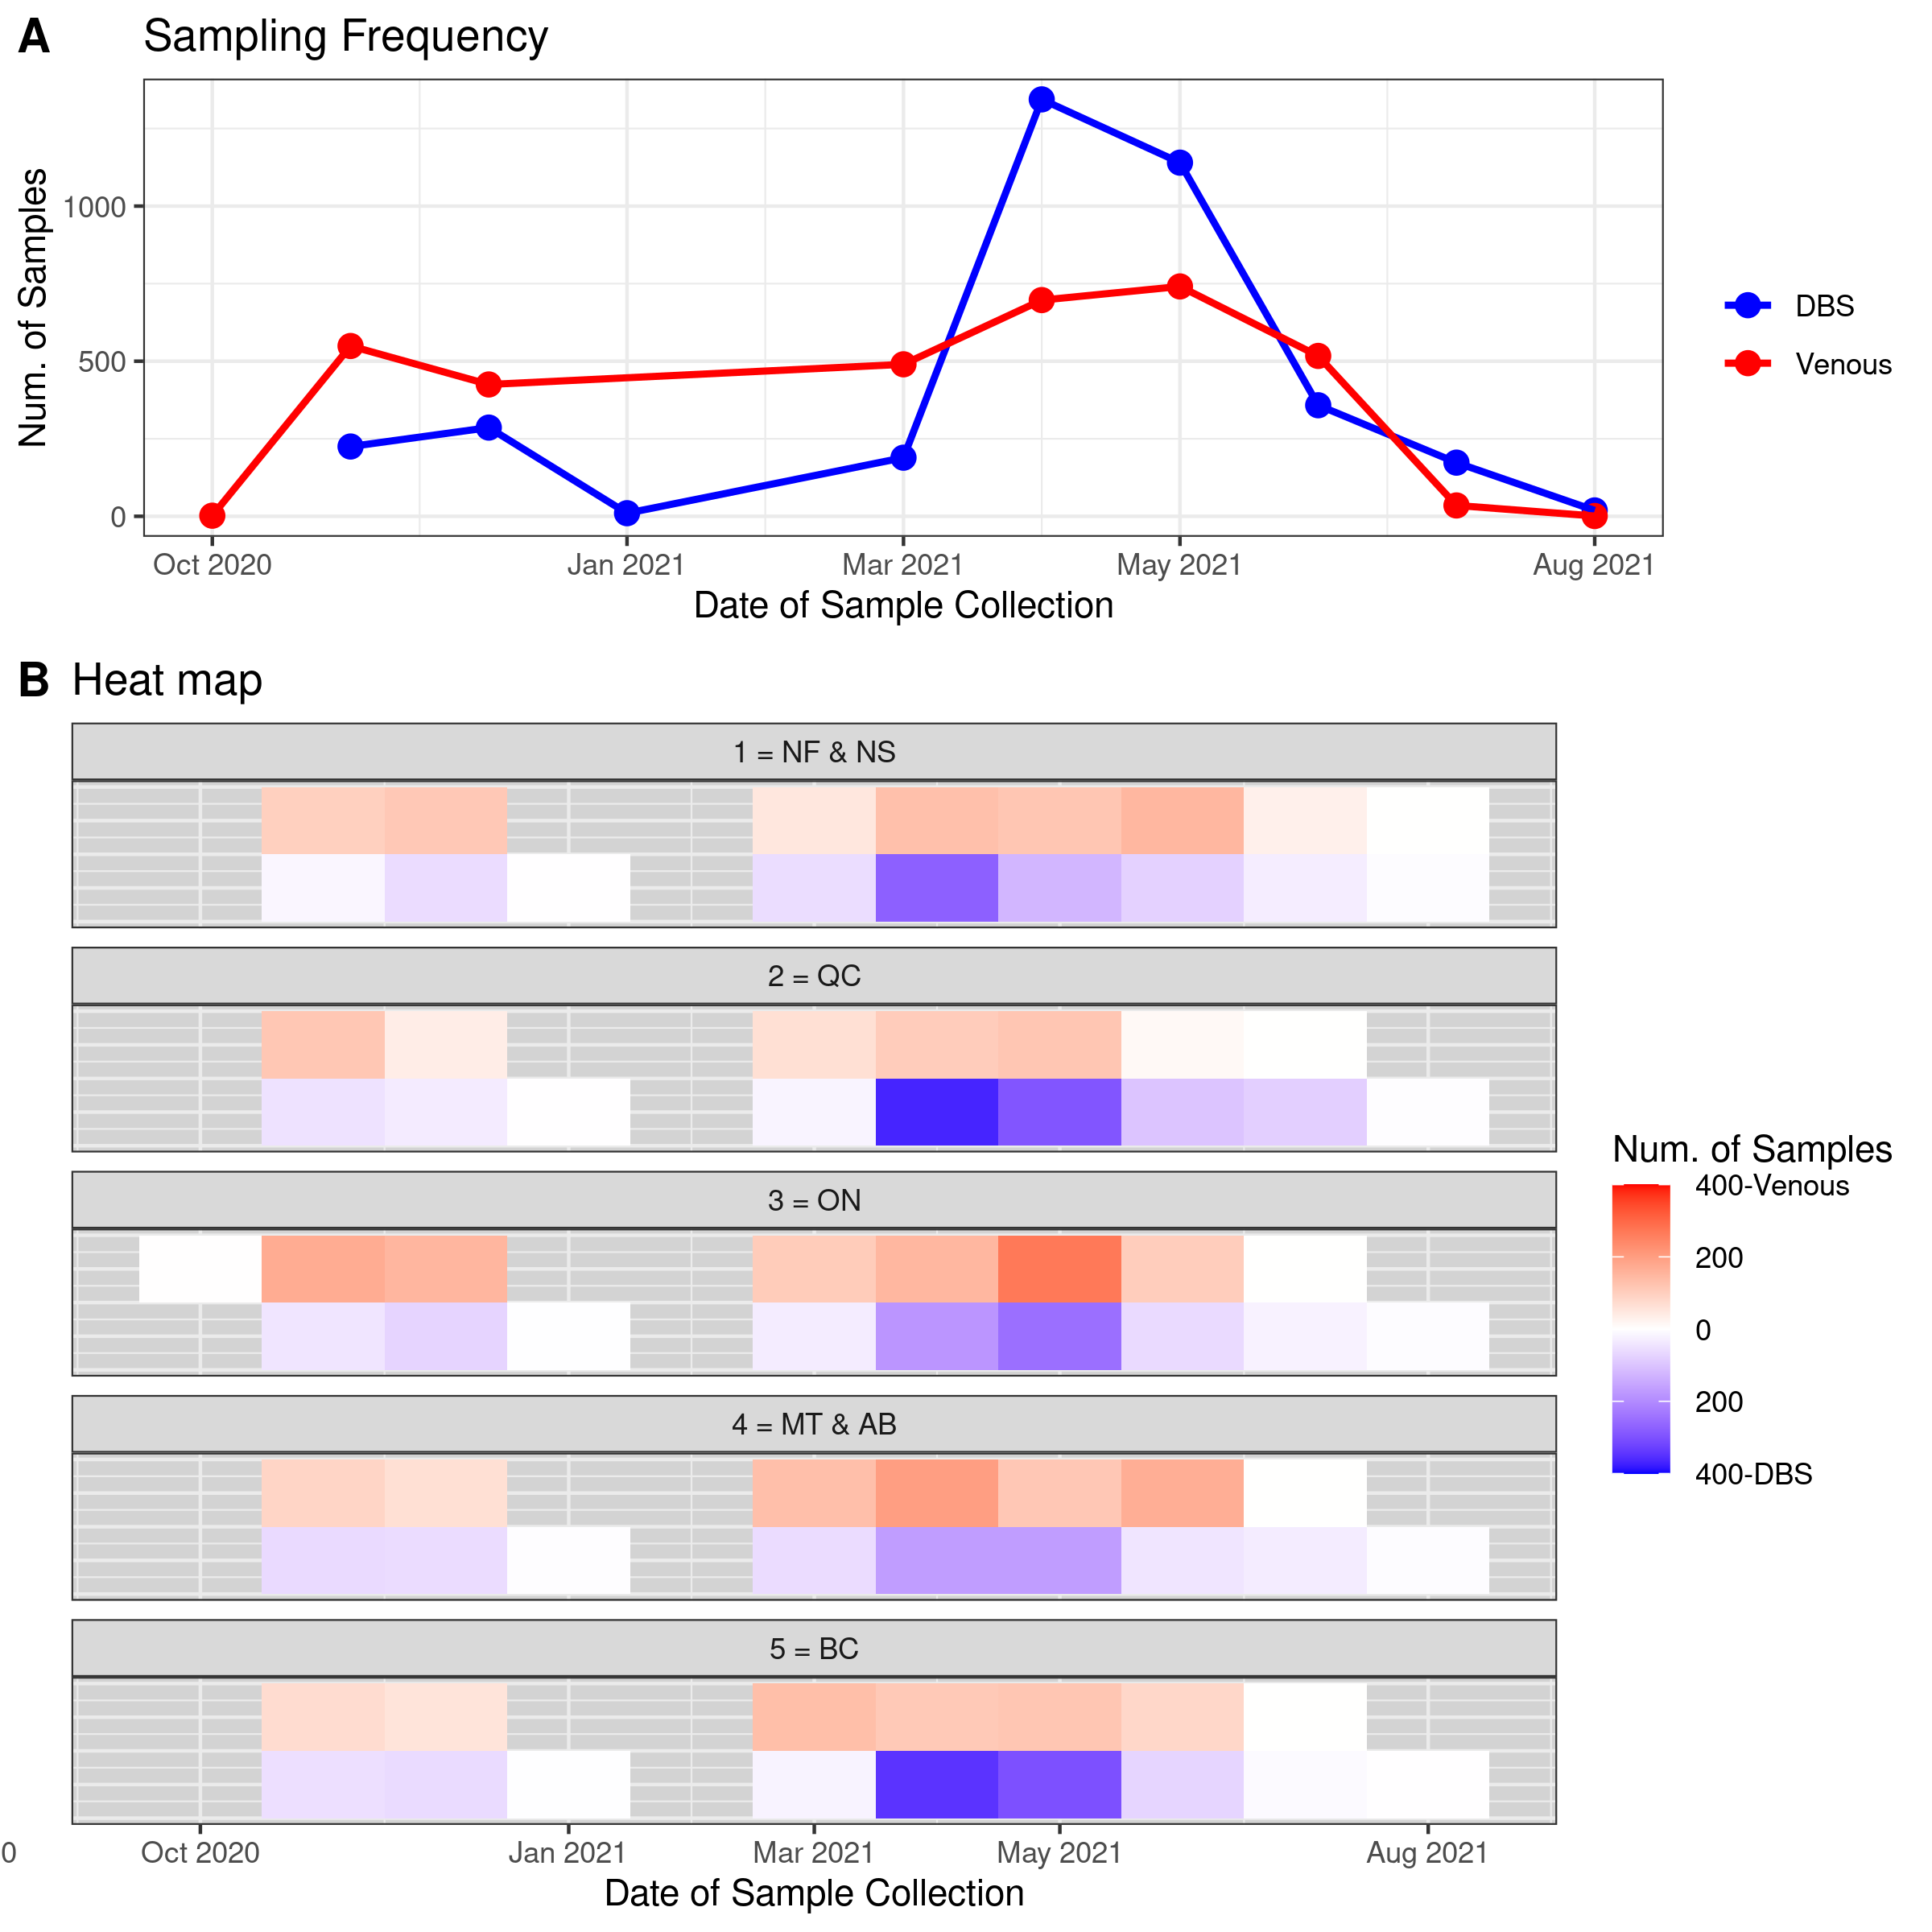 A Sampling Frequency
Num. of Samples
1000
500
0
Oct 2020 Jan 2021 Mar 2021 May 2021 Aug 2021
Date of Sample Collection
DBS
Venous
B Heat map
1 = NF & NS
2 = QC
3 = ON
4 = MT & AB
5 = BC
0 Oct 2020 Jan 2021 Mar 2021 May 2021 Aug 2021
Date of Sample Collection
Num. of Samples
400-Venous
200
0
200
400-DBS